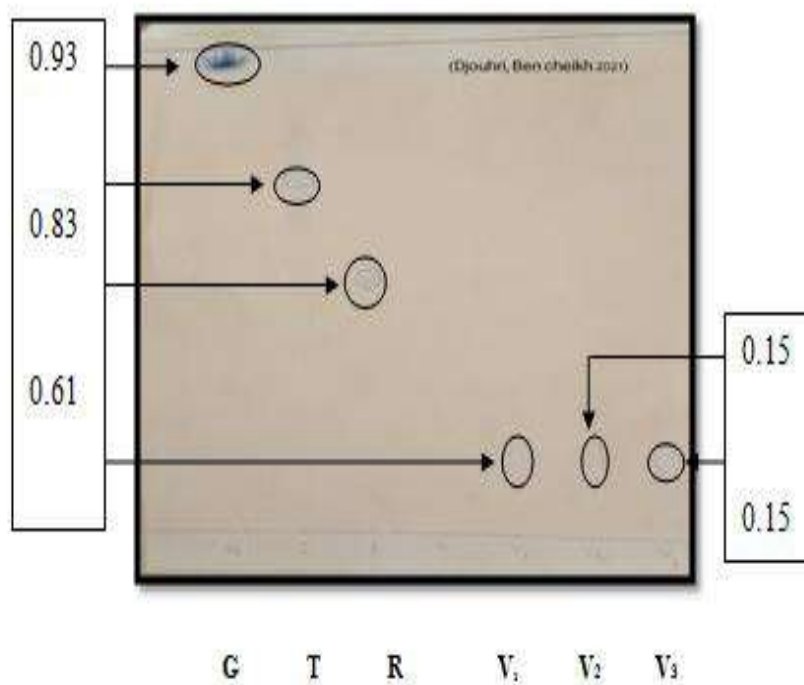 0.93
(Djouhri, Ben cheikh 2021)
0.83
0.61
0.15
0.15
G T R V₁ V₂ V₃